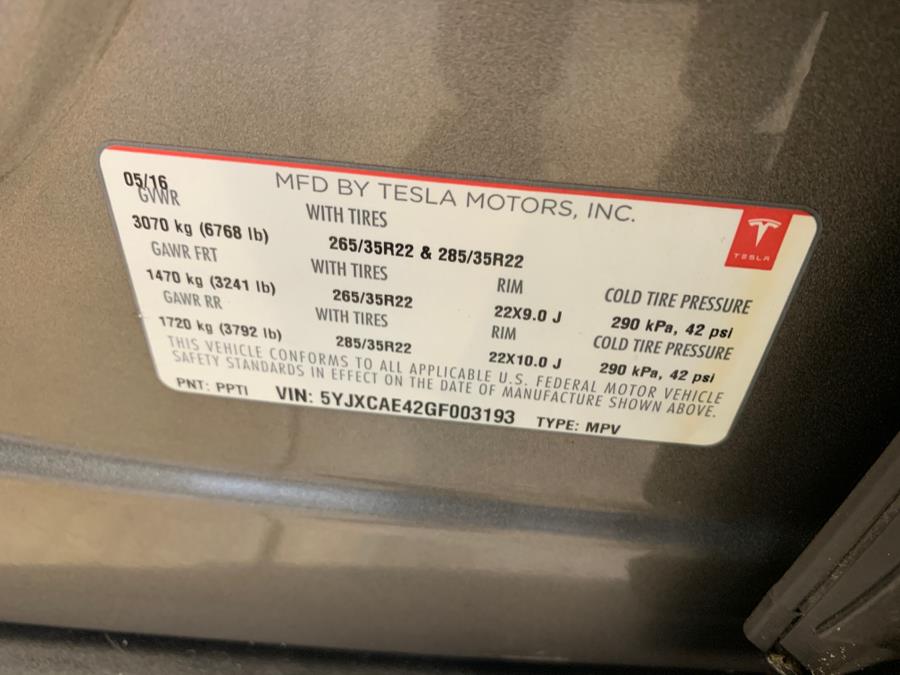 05/16 MFD BY TESLA MOTORS, INC.
GVWR WITH TIRES
3070 kg (6768 lb) 265/35R22 & 285/35R22
TESLA
GAWR FRT WITH TIRES RIM COLD TIRE PRESSURE
1470 kg (3241 lb) 265/35R22 22X9.0 J 290 kPa, 42 psi
GAWR RR WITH TIRES RIM COLD TIRE PRESSURE
1720 kg (3792 lb) 285/35R22 22X10.0 J 290 kPa, 42 psi
THIS VEHICLE CONFORMS TO ALL APPLICABLE U.S. FEDERAL MOTOR VEHICLE
SAFETY STANDARDS IN EFFECT ON THE DATE OF MANUFACTURE SHOWN ABOVE.
PNT: PPTI VIN: 5YJXCAE42GF003193 TYPE: MPV